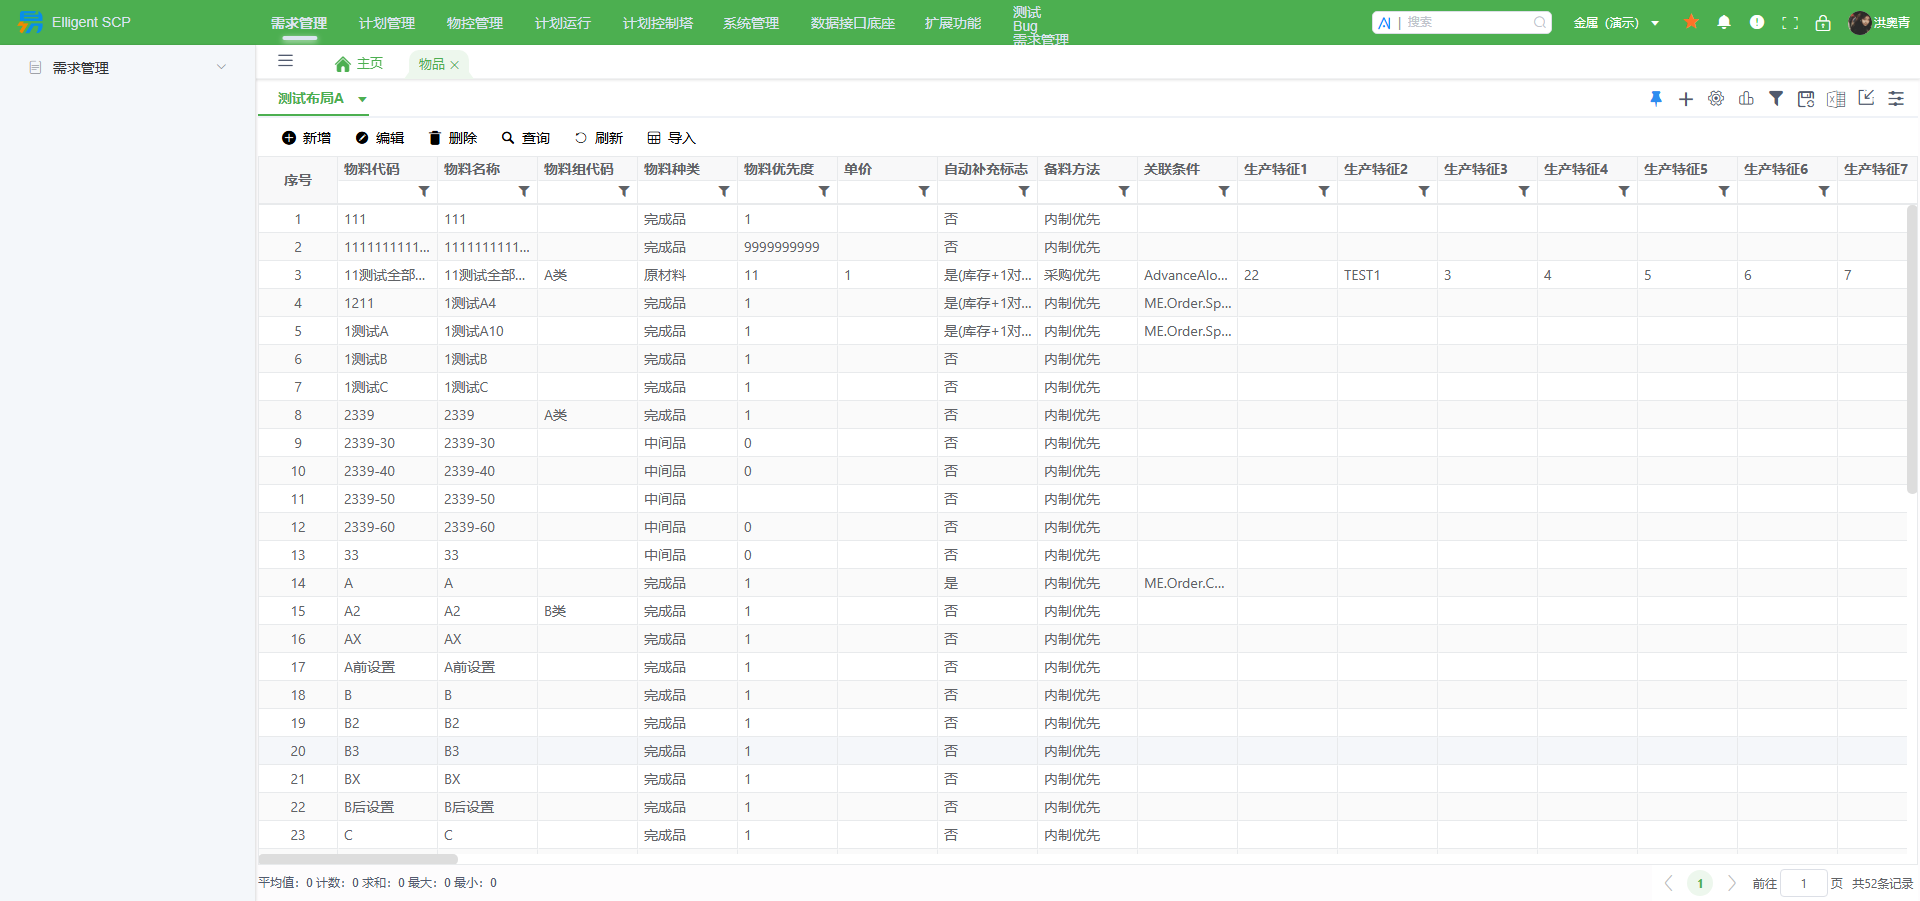 Elligent SCP 需求管理 计划管理 物控管理 计划运行 计划控制塔 系统管理 数据接口底座 扩展功能 测试 Bug 需求管理 AI | 搜索 金属（演示） 洪奥青
需求管理
主页 物品
测试布局A
新增 编辑 删除 查询 刷新 导入
序号 物料代码 物料名称 物料组代码 物料种类 物料优先度 单价 自动补充标志 备料方法 关联条件 生产特征1 生产特征2 生产特征3 生产特征4 生产特征5 生产特征6 生产特征7
1 111 111 完成品 1 否 内制优先
2 1111111111... 1111111111... 完成品 9999999999 否 内制优先
3 11测试全部... 11测试全部... A类 原材料 11 1 是(库存+1对... 采购优先 AdvanceAlo... 22 TEST1 3 4 5 6 7
4 1211 1测试A4 完成品 1 是(库存+1对... 内制优先 ME.Order.Sp...
5 1测试A 1测试A10 完成品 1 是(库存+1对... 内制优先 ME.Order.Sp...
6 1测试B 1测试B 完成品 1 否 内制优先
7 1测试C 1测试C 完成品 1 否 内制优先
8 2339 2339 A类 完成品 1 否 内制优先
9 2339-30 2339-30 中间品 0 否 内制优先
10 2339-40 2339-40 中间品 0 否 内制优先
11 2339-50 2339-50 中间品 否 内制优先
12 2339-60 2339-60 中间品 0 否 内制优先
13 33 33 中间品 0 否 内制优先
14 A A 完成品 1 是 内制优先 ME.Order.C...
15 A2 A2 B类 完成品 1 否 内制优先
16 AX AX 完成品 1 否 内制优先
17 A前设置 A前设置 完成品 1 否 内制优先
18 B B 完成品 1 否 内制优先
19 B2 B2 完成品 1 否 内制优先
20 B3 B3 完成品 1 否 内制优先
21 BX BX 完成品 1 否 内制优先
22 B后设置 B后设置 完成品 1 否 内制优先
23 C C 完成品 1 否 内制优先
平均值：0 计数：0 求和：0 最大：0 最小：0 1 前往 1 页 共52条记录